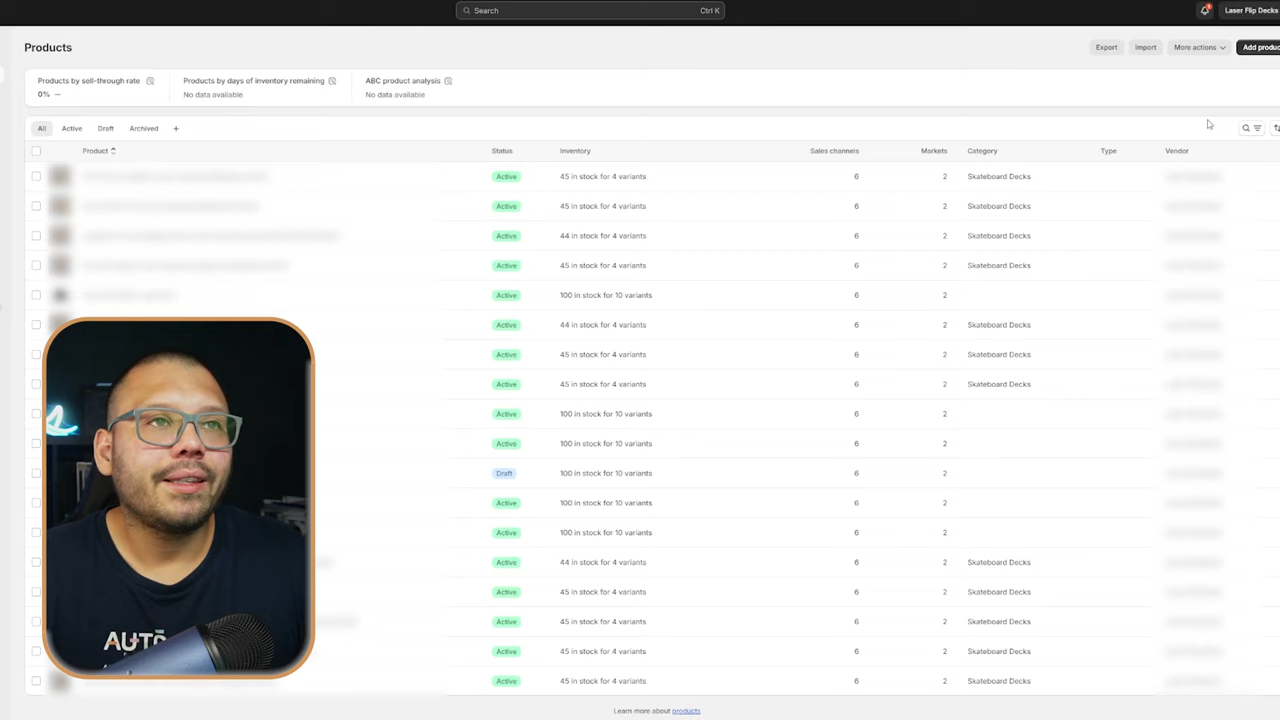 Search Ctrl K
Laser Flip Decks
Products
Export Import More actions Add produc
Products by sell-through rate Products by days of inventory remaining ABC product analysis
0% — No data available No data available
All Active Draft Archived +
Product Status Inventory Sales channels Markets Category Type Vendor
Active 45 in stock for 4 variants 6 2 Skateboard Decks
Active 45 in stock for 4 variants 6 2 Skateboard Decks
Active 44 in stock for 4 variants 6 2 Skateboard Decks
Active 45 in stock for 4 variants 6 2 Skateboard Decks
Active 100 in stock for 10 variants 6 2
Active 44 in stock for 4 variants 6 2 Skateboard Decks
Active 45 in stock for 4 variants 6 2 Skateboard Decks
Active 45 in stock for 4 variants 6 2 Skateboard Decks
Active 100 in stock for 10 variants 6 2
Active 100 in stock for 10 variants 6 2
Draft 100 in stock for 10 variants 6 2
Active 100 in stock for 10 variants 6 2
Active 100 in stock for 10 variants 6 2
Active 44 in stock for 4 variants 6 2 Skateboard Decks
Active 45 in stock for 4 variants 6 2 Skateboard Decks
Active 45 in stock for 4 variants 6 2 Skateboard Decks
Active 45 in stock for 4 variants 6 2 Skateboard Decks
Active 45 in stock for 4 variants 6 2 Skateboard Decks
AUTO
Learn more about products